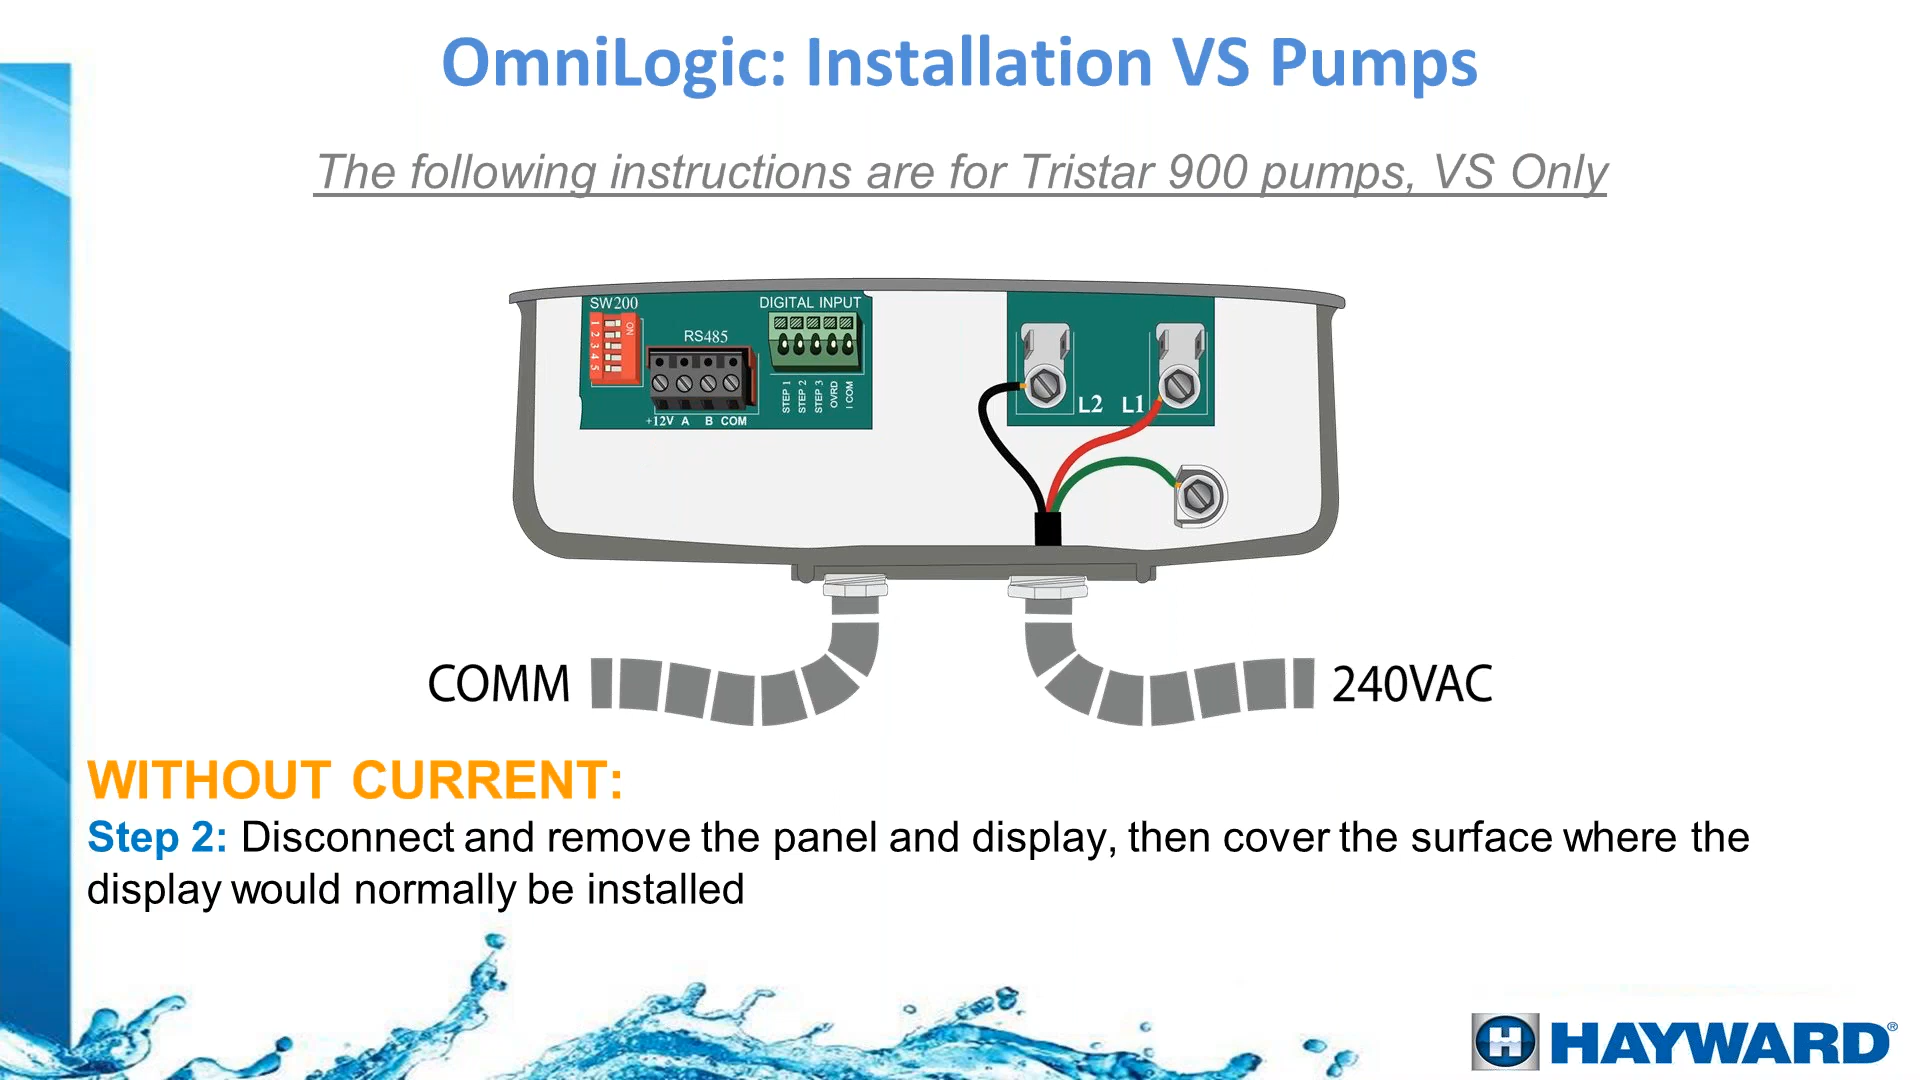 OmniLogic: Installation VS Pumps
The following instructions are for Tristar 900 pumps, VS Only
SW200
DIGITAL INPUT
RS485
ON
1 2 3 4 5
STEP 1
STEP 2
STEP 3
OVRD
I COM
+12V A B COM
L2 L1
COMM
240VAC
WITHOUT CURRENT:
Step 2: Disconnect and remove the panel and display, then cover the surface where the
display would normally be installed
H
HAYWARD®